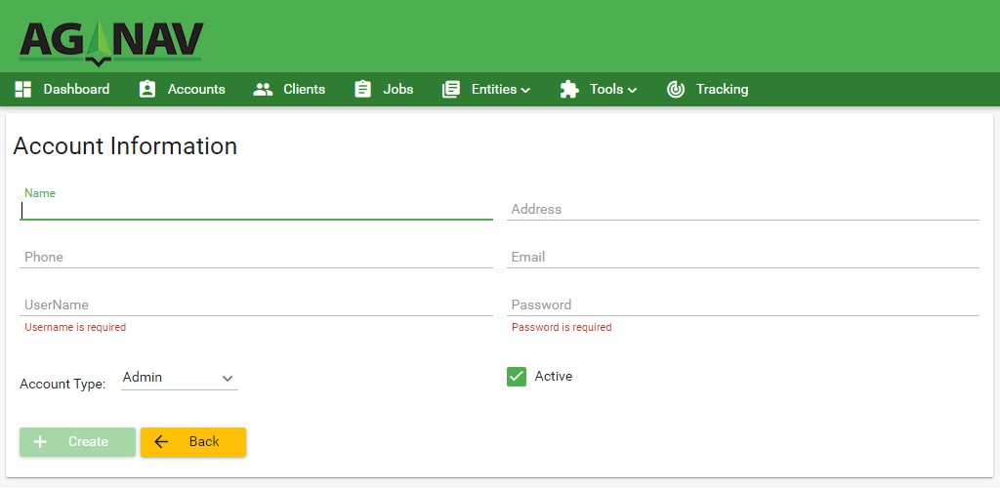 AG NAV
Dashboard Accounts Clients Jobs Entities Tools Tracking
Account Information
Name
Address
Phone Email
UserName Password
Username is required Password is required
Account Type: Admin Active
Create Back